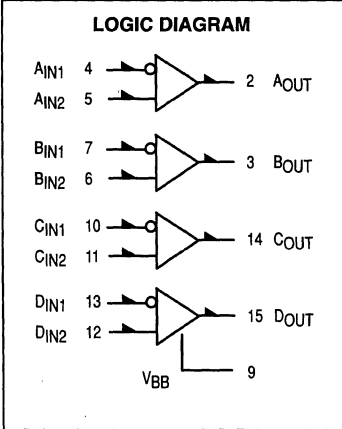 LOGIC DIAGRAM
AIN1 4
2 AOUT
AIN2 5
BIN1 7
3 BOUT
BIN2 6
CIN1 10
14 COUT
CIN2 11
DIN1 13
15 DOUT
DIN2 12
VBB 9